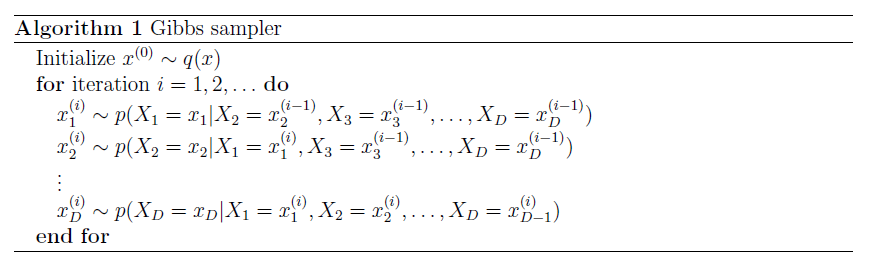 Algorithm 1 Gibbs sampler
Initialize x^{(0)} ∼ q(x)
for iteration i = 1, 2, . . . do
x_1^{(i)} ∼ p(X_1 = x_1|X_2 = x_2^{(i−1)}, X_3 = x_3^{(i−1)}, . . . , X_D = x_D^{(i−1)})
x_2^{(i)} ∼ p(X_2 = x_2|X_1 = x_1^{(i)}, X_3 = x_3^{(i−1)}, . . . , X_D = x_D^{(i−1)})
⋮
x_D^{(i)} ∼ p(X_D = x_D|X_1 = x_1^{(i)}, X_2 = x_2^{(i)}, . . . , X_D = x_{D−1}^{(i)})
end for